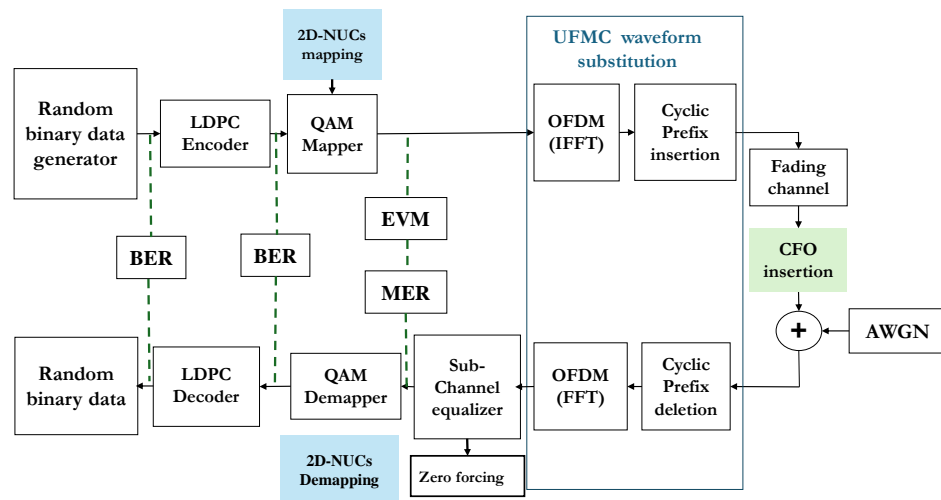 2D-NUCs
mapping
UFMC waveform
substitution
Random
binary data
generator
LDPC
Encoder
QAM
Mapper
OFDM
(IFFT)
Cyclic
Prefix
insertion
Fading
channel
BER
BER
EVM
MER
CFO
insertion
+
AWGN
Random
binary data
LDPC
Decoder
QAM
Demapper
Sub-
Channel
equalizer
OFDM
(FFT)
Cyclic
Prefix
deletion
2D-NUCs
Demapping
Zero forcing